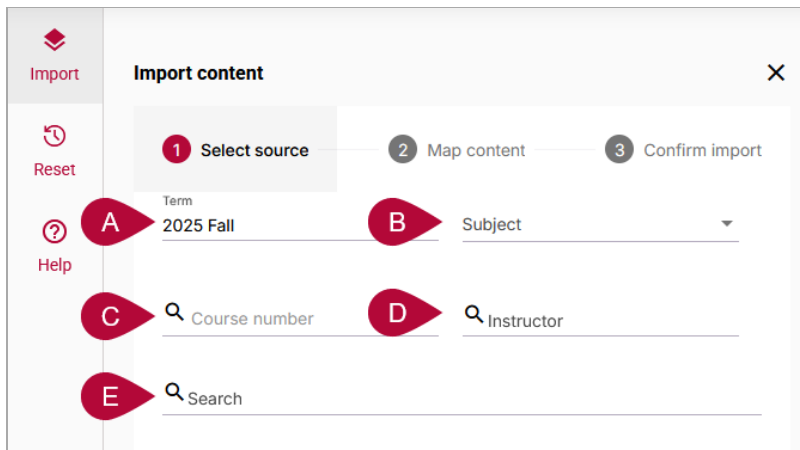 Import
Import content
1 Select source
2 Map content
3 Confirm import
Reset
Help
A
Term
2025 Fall
B
Subject
C
Course number
D
Instructor
E
Search